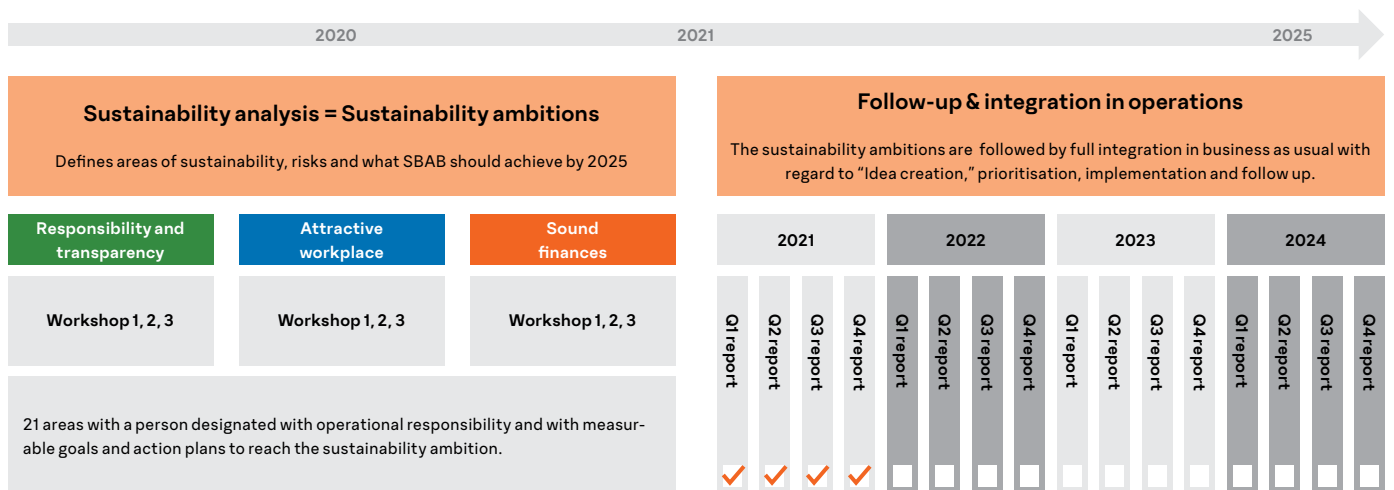 2020
2021
2025
Sustainability analysis = Sustainability ambitions
Defines areas of sustainability, risks and what SBAB should achieve by 2025
Responsibility and
transparency
Attractive
workplace
Sound
finances
Workshop 1, 2, 3
Workshop 1, 2, 3
Workshop 1, 2, 3
21 areas with a person designated with operational responsibility and with measur-
able goals and action plans to reach the sustainability ambition.
Follow-up & integration in operations
The sustainability ambitions are followed by full integration in business as usual with
regard to “Idea creation,” prioritisation, implementation and follow up.
2021
2022
2023
2024
Q1 report
Q2 report
Q3 report
Q4 report
Q1 report
Q2 report
Q3 report
Q4 report
Q1 report
Q2 report
Q3 report
Q4 report
Q1 report
Q2 report
Q3 report
Q4 report